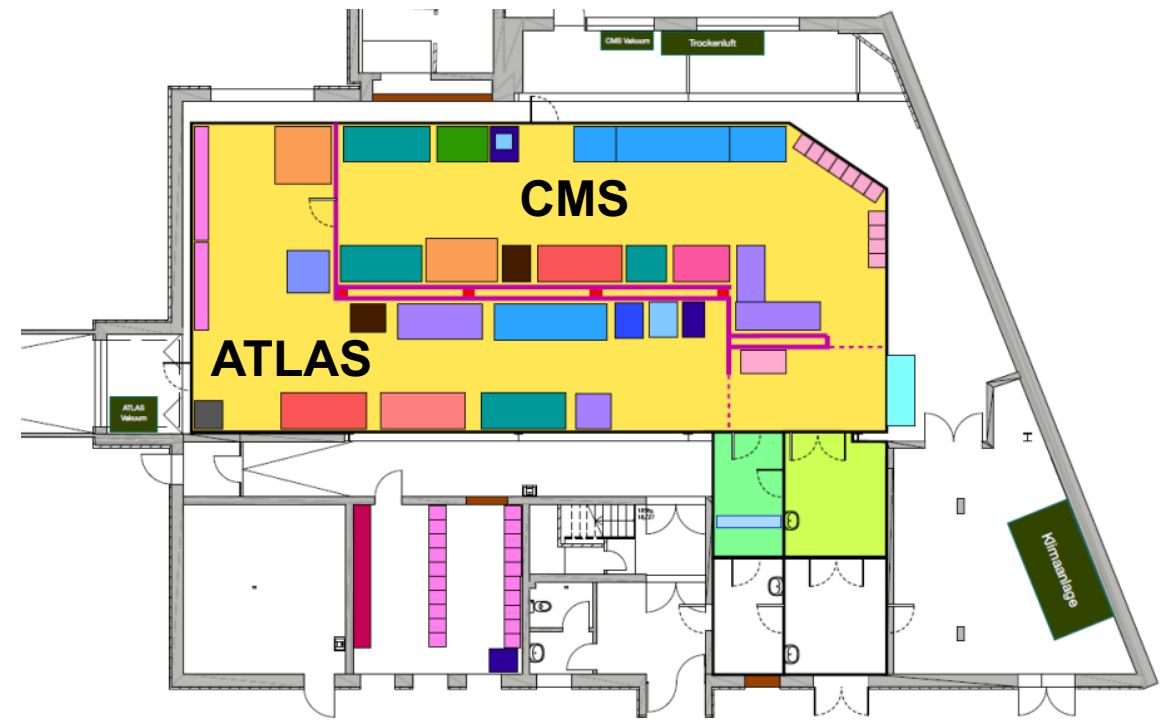 CMS Vakuum
Trockenluft
CMS
ATLAS
ATLAS
Vakuum
Klimaanlage